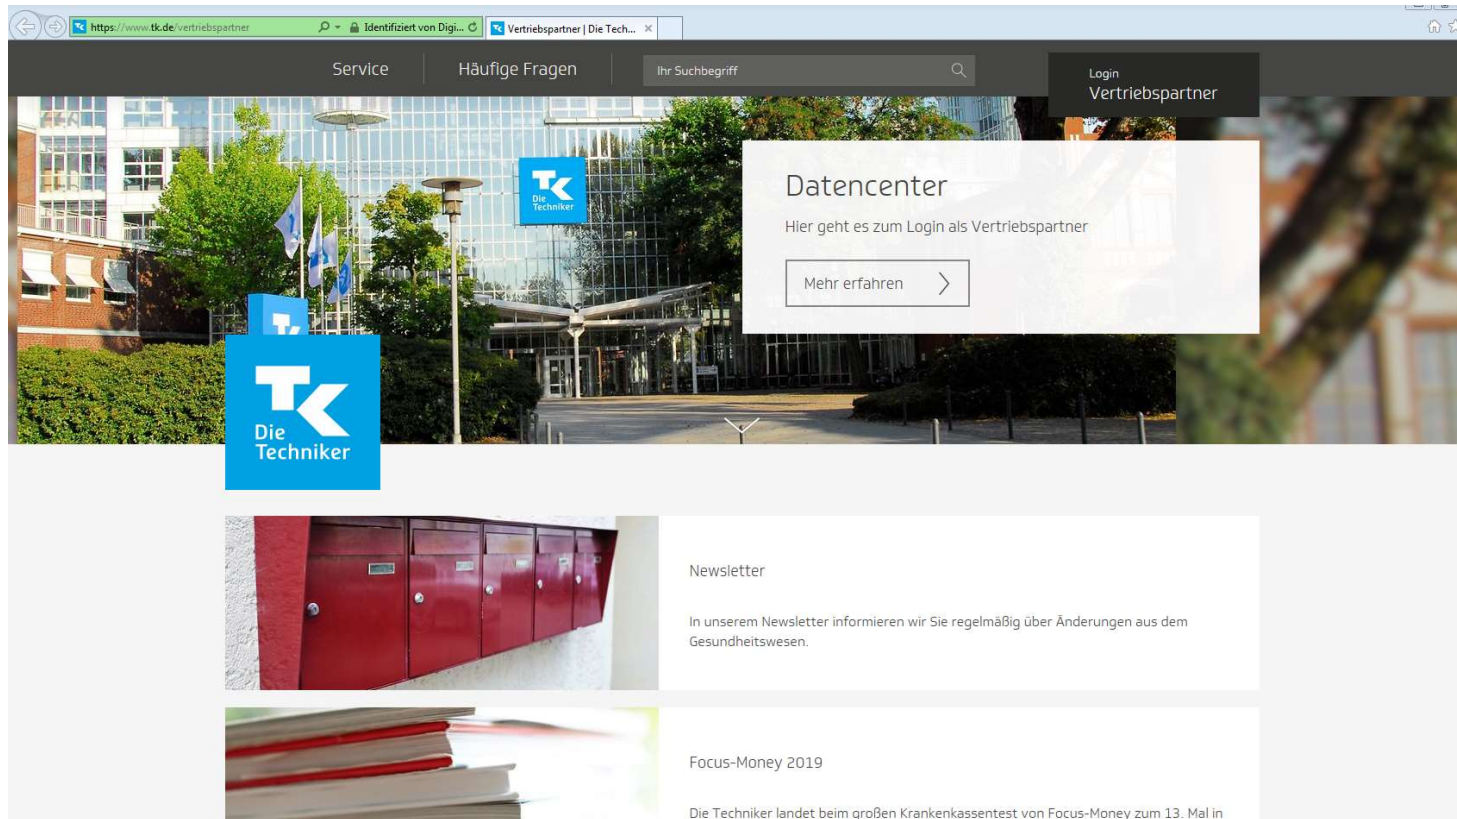 https://www.tk.de/vertriebspartner
Identifiziert von Digi...
Vertriebspartner | Die Tech...
Service
Häufige Fragen
Ihr Suchbegriff
Login
Vertriebspartner
TK
Die
Techniker
Datencenter
HIer geht es zum Login als Vertriebspartner
Mehr erfahren
TK
Die
Techniker
Newsletter
In unserem Newsletter informieren wir Sie regelmäßig über Änderungen aus dem
Gesundheitswesen.
Focus-Money 2019
Die Techniker landet beim großen Krankenkassentest von Focus-Money zum 13. Mal in